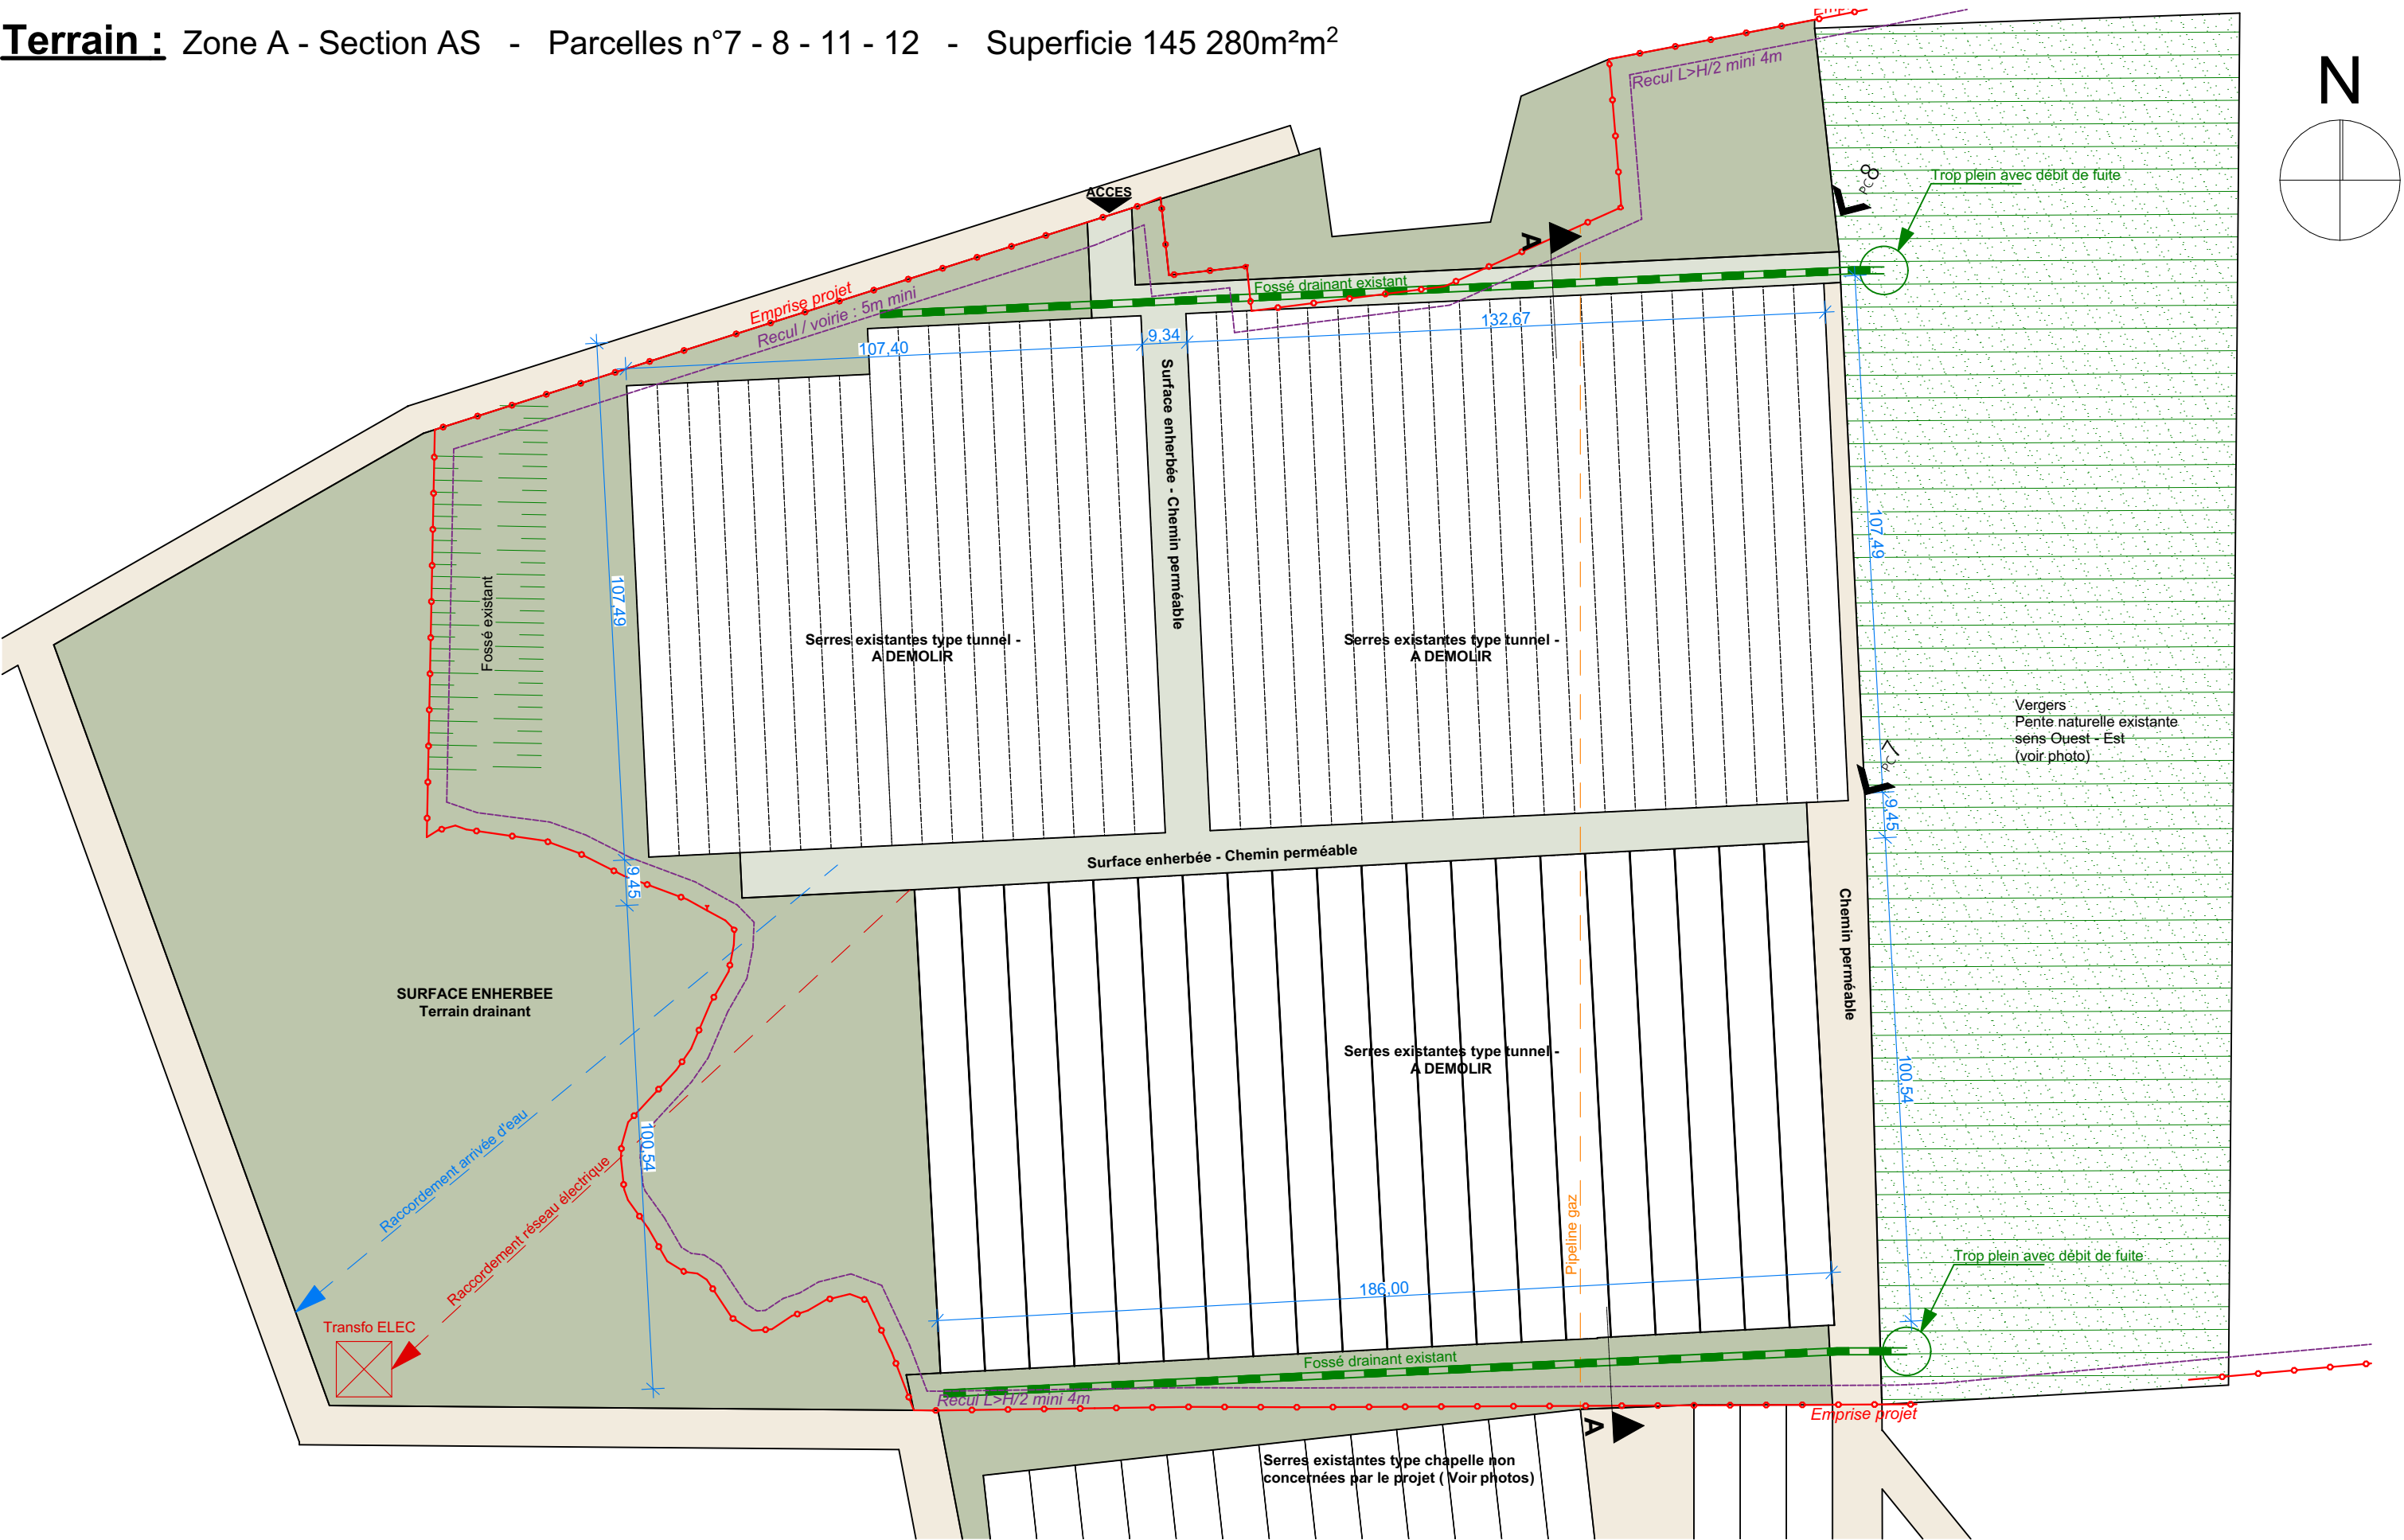 Terrain : Zone A - Section AS - Parcelles n°7 - 8 - 11 - 12 - Superficie 145 280m²m²
N
Recul L>H/2 mini 4m
ACCES
PC 8
Trop plein avec débit de fuite
A
Emprise projet
Recul / voirie : 5m mini
Fossé drainant existant
107,40
9,34
132,67
Surface enherbée - Chemin perméable
107,49
107,49
Fossé existant
Serres existantes type tunnel -
A DEMOLIR
Serres existantes type tunnel -
A DEMOLIR
Vergers
Pente naturelle existante
sens Ouest - Est
(voir photo)
PC 7
9,45
Surface enherbée - Chemin perméable
9,45
Chemin perméable
SURFACE ENHERBEE
Terrain drainant
Serres existantes type tunnel -
A DEMOLIR
100,54
100,54
Raccordement arrivée d'eau
Raccordement réseau électrique
Pipeline gaz
Trop plein avec débit de fuite
186,00
Transfo ELEC
Fossé drainant existant
Recul L>H/2 mini 4m
Emprise projet
A
Serres existantes type chapelle non
concernées par le projet ( Voir photos)